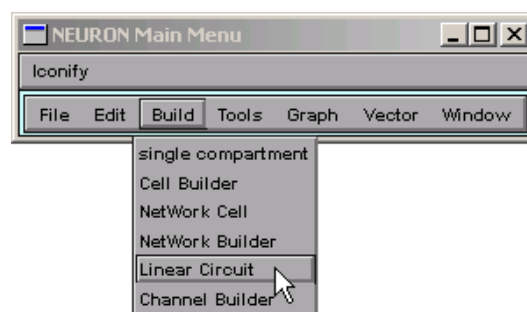 NEURON Main Menu
Iconify
File Edit Build Tools Graph Vector Window
single compartment
Cell Builder
NetWork Cell
NetWork Builder
Linear Circuit
Channel Builder